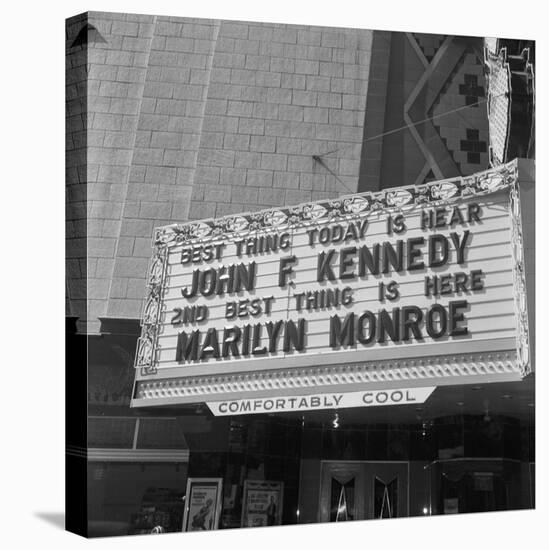 BEST THING TODAY IS HEAR
JOHN F. KENNEDY
2ND BEST THING IS HERE
MARILYN MONROE
COMFORTABLY COOL